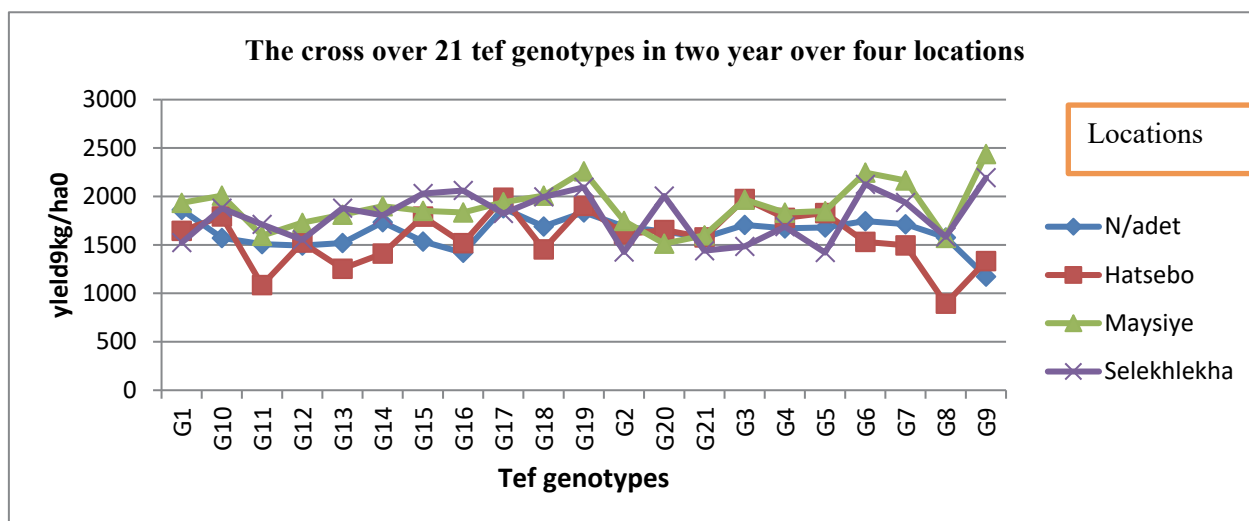 The cross over 21 tef genotypes in two year over four locations
yleld9kg/ha0
3000
2500
2000
1500
1000
500
0
G1 G10 G11 G12 G13 G14 G15 G16 G17 G18 G19 G2 G20 G21 G3 G4 G5 G6 G7 G8 G9
Tef genotypes
Locations
N/adet
Hatsebo
Maysiye
Selekhlekha